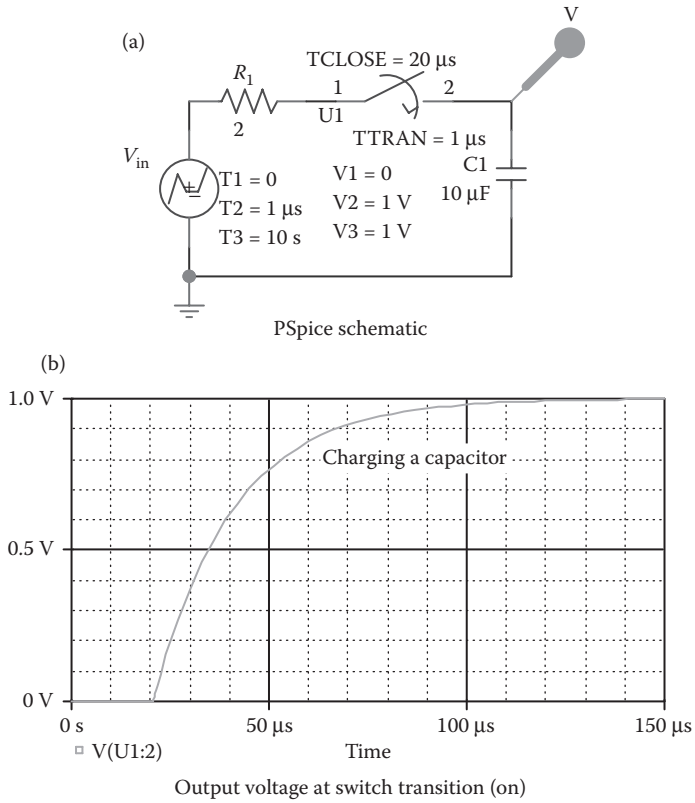 (a)
V
TCLOSE = 20 µs
R1
1
2
U1
2
TTRAN = 1 µs
Vin
C1
10 µF
T1 = 0
T2 = 1 µs
T3 = 10 s
V1 = 0
V2 = 1 V
V3 = 1 V
PSpice schematic
(b)
1.0 V
Charging a capacitor
0.5 V
0 V
0 s
50 µs
100 µs
150 µs
V(U1:2)
Time
Output voltage at switch transition (on)